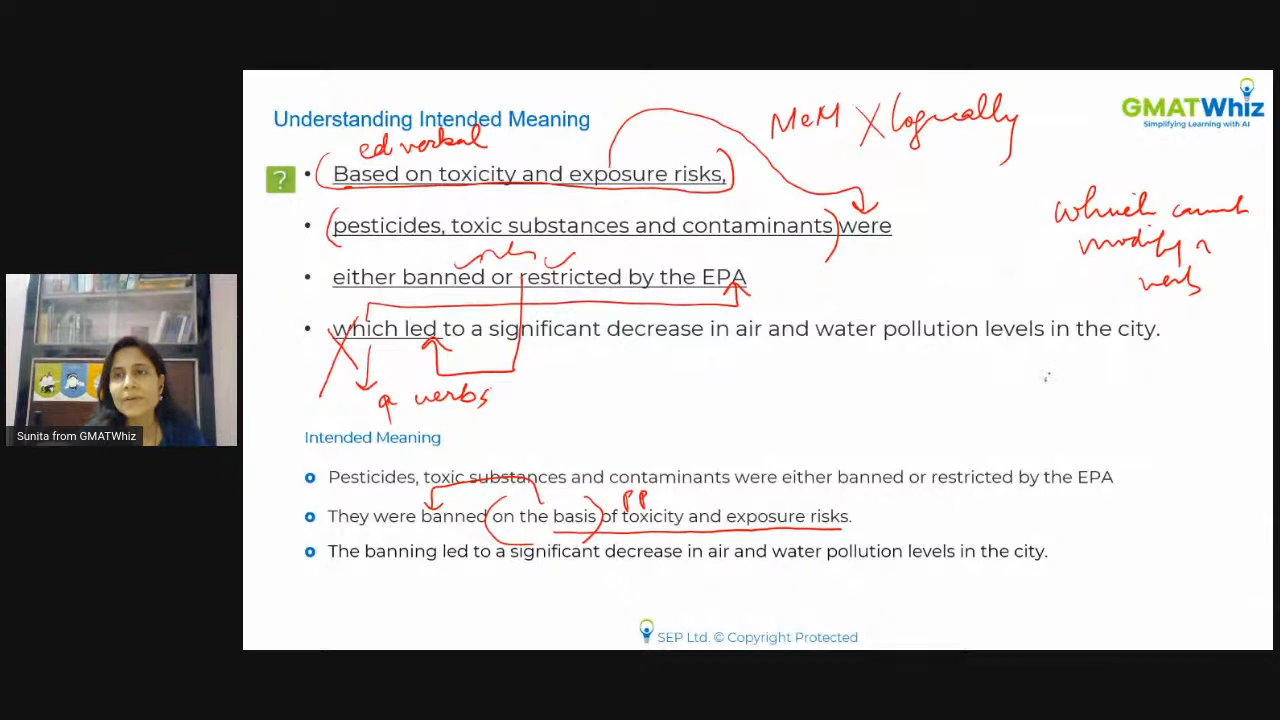 GMATWhiz
Simplifying Learning with AI
Understanding Intended Meaning
MeM X logically
ed verbal
? • Based on toxicity and exposure risks,
• pesticides, toxic substances and contaminants were
which cannot
modify a
verb
• either banned or restricted by the EPA
• which led to a significant decrease in air and water pollution levels in the city.
verbs
Sunita from GMATWhiz
Intended Meaning
Pesticides, toxic substances and contaminants were either banned or restricted by the EPA
PP
They were banned on the basis of toxicity and exposure risks.
The banning led to a significant decrease in air and water pollution levels in the city.
SEP Ltd. © Copyright Protected